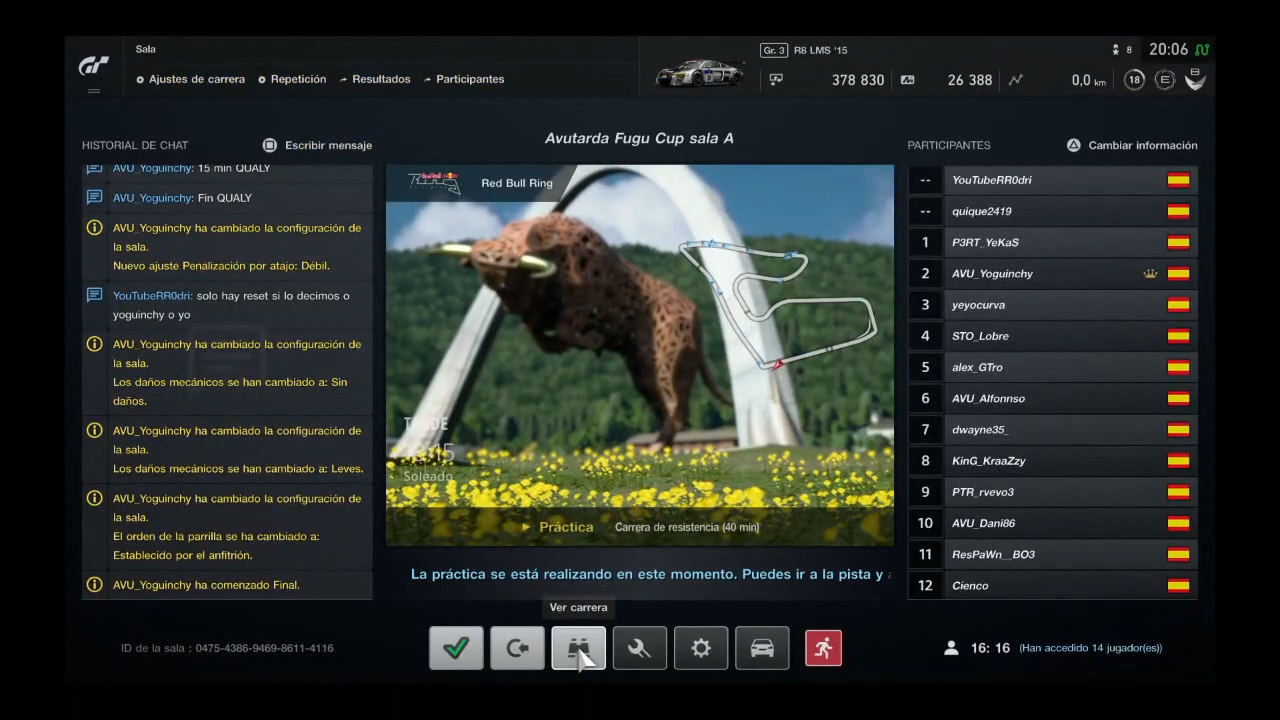 Sala
Gr. 3 R8 LMS '15
8 20:06
Ajustes de carrera Repetición Resultados Participantes
378 830 26 388 0,0 km 18 E B
HISTORIAL DE CHAT Escribir mensaje
AVU_Yoguinchy: 15 min QUALY
AVU_Yoguinchy: Fin QUALY
AVU_Yoguinchy ha cambiado la configuración de
la sala.
Nuevo ajuste Penalización por atajo: Débil.
YouTubeRR0dri: solo hay reset si lo decimos o
yoguinchy o yo
AVU_Yoguinchy ha cambiado la configuración de
la sala.
Los daños mecánicos se han cambiado a: Sin
daños.
AVU_Yoguinchy ha cambiado la configuración de
la sala.
Los daños mecánicos se han cambiado a: Leves.
AVU_Yoguinchy ha cambiado la configuración de
la sala.
El orden de la parrilla se ha cambiado a:
Establecido por el anfitrión.
AVU_Yoguinchy ha comenzado Final.
Avutarda Fugu Cup sala A
Red Bull Ring
TARDE
Soleado
Práctica Carrera de resistencia (40 min)
La práctica se está realizando en este momento. Puedes ir a la pista y
Ver carrera
PARTICIPANTES Cambiar información
-- YouTubeRR0dri
-- quique2419
1 P3RT_YeKaS
2 AVU_Yoguinchy
3 yeyocurva
4 STO_Lobre
5 alex_GTro
6 AVU_Alfonnso
7 dwayne35_
8 KinG_KraaZzy
9 PTR_rvevo3
10 AVU_Dani86
11 ResPaWn__BO3
12 Cienco
ID de la sala : 0475-4386-9469-8611-4116
16: 16 (Han accedido 14 jugador(es))